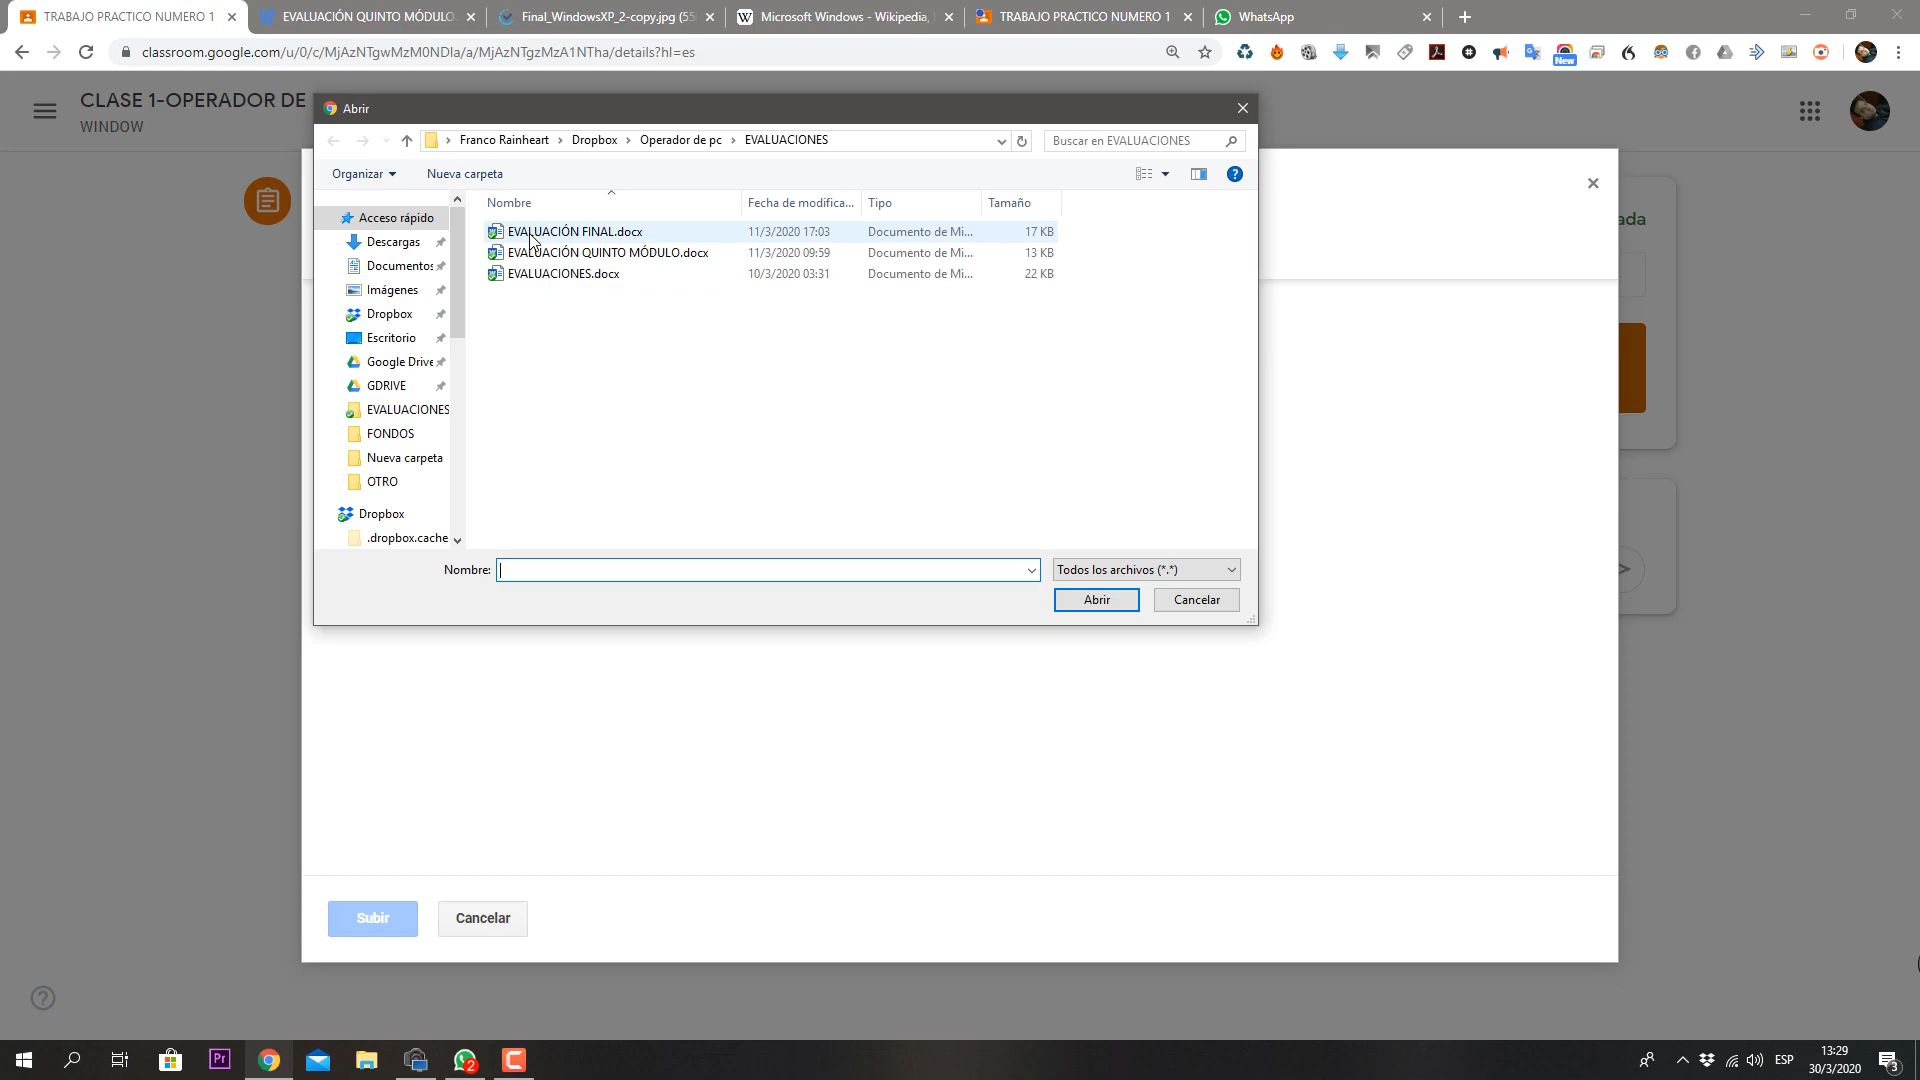 TRABAJO PRACTICO NUMERO 1
EVALUACIÓN QUINTO MÓDULO.
Final_WindowsXP_2-copy.jpg (55
Microsoft Windows - Wikipedia,
TRABAJO PRACTICO NUMERO 1
WhatsApp
classroom.google.com/u/0/c/MjAzNTgwMzM0NDIa/a/MjAzNTgzMzA1NTha/details?hl=es
New
CLASE 1-OPERADOR DE
WINDOW
Abrir
Franco Rainheart
Dropbox
Operador de pc
EVALUACIONES
Buscar en EVALUACIONES
Organizar
Nueva carpeta
Nombre
Fecha de modifica...
Tipo
Tamaño
EVALUACIÓN FINAL.docx 11/3/2020 17:03 Documento de Mi... 17 KB
EVALUACIÓN QUINTO MÓDULO.docx 11/3/2020 09:59 Documento de Mi... 13 KB
EVALUACIONES.docx 10/3/2020 03:31 Documento de Mi... 22 KB
Acceso rápido
Descargas
Documentos
Imágenes
Dropbox
Escritorio
Google Drive
GDRIVE
EVALUACIONES
FONDOS
Nueva carpeta
OTRO
Dropbox
.dropbox.cache
Nombre:
Todos los archivos (*.*)
Abrir
Cancelar
ada
Subir
Cancelar
Pr
2
ESP
13:29
30/3/2020
3